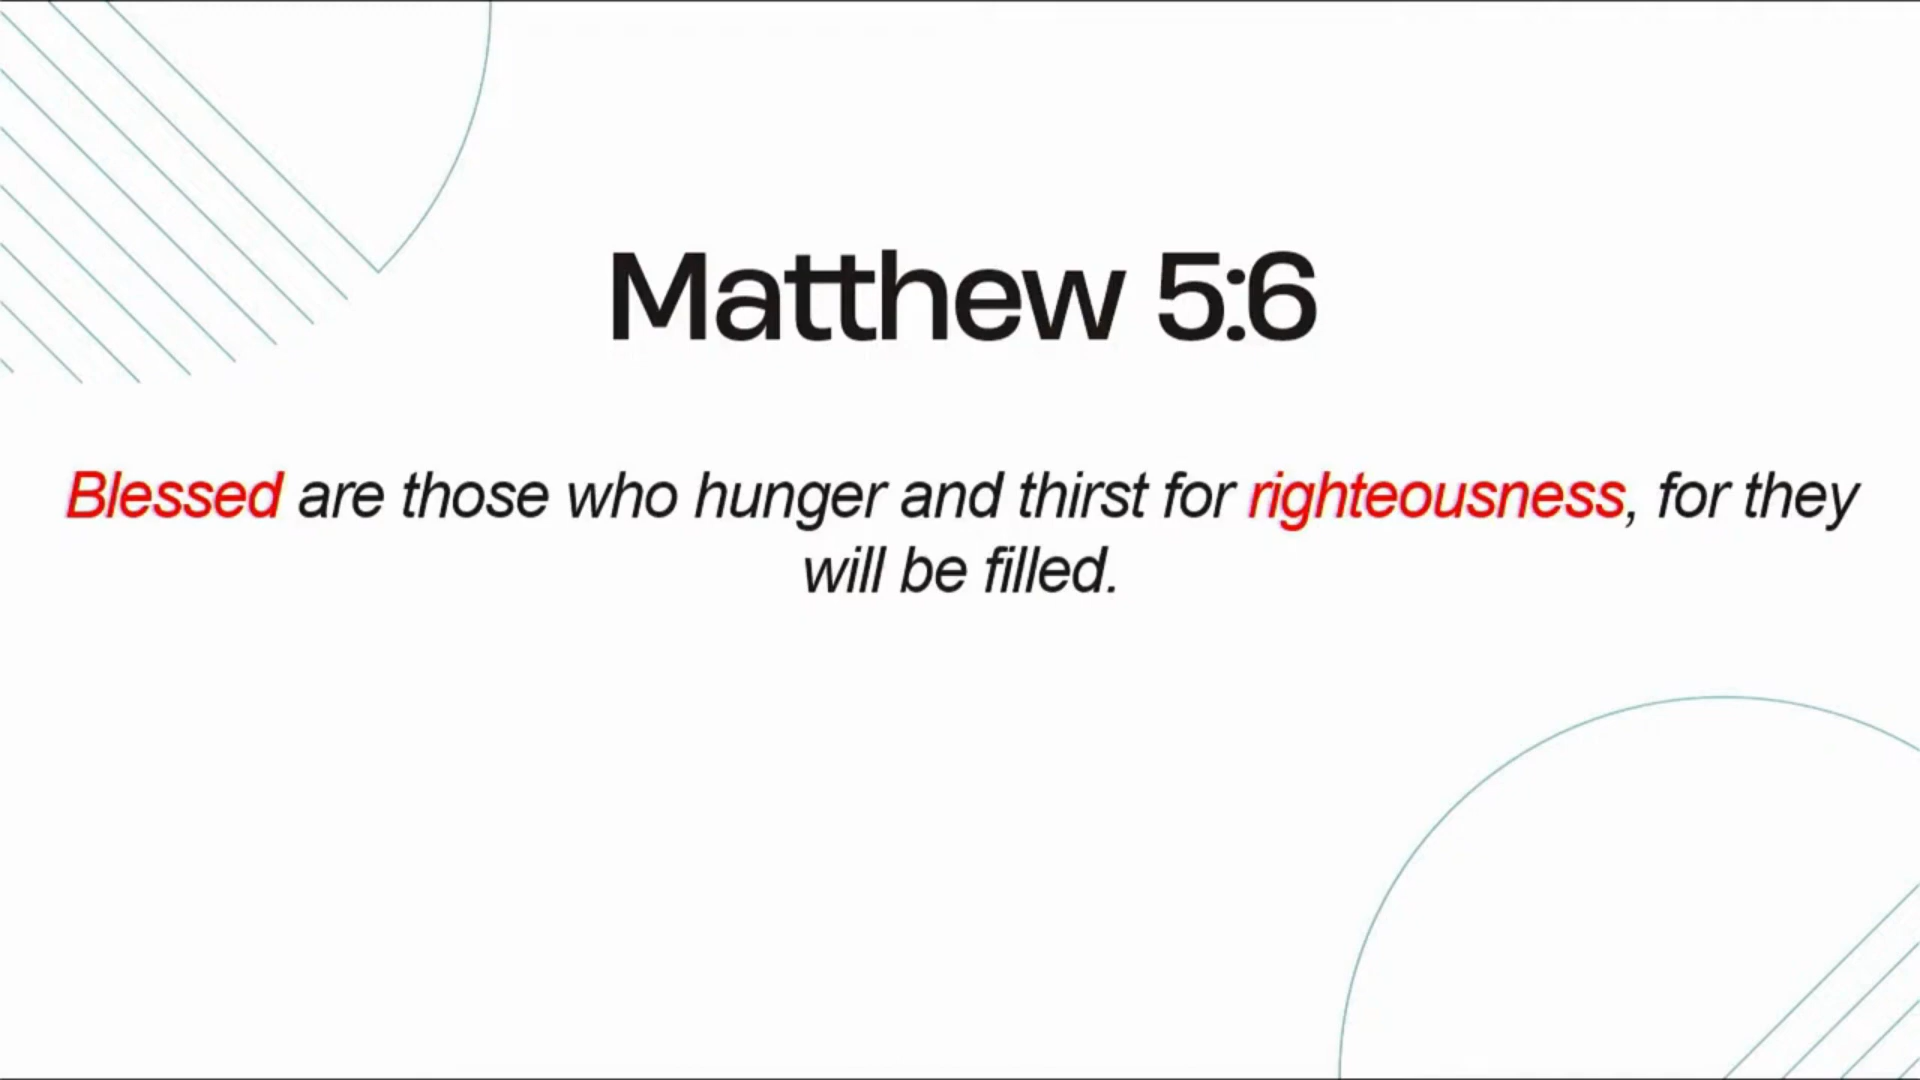 Matthew 5:6
Blessed are those who hunger and thirst for righteousness, for they
will be filled.